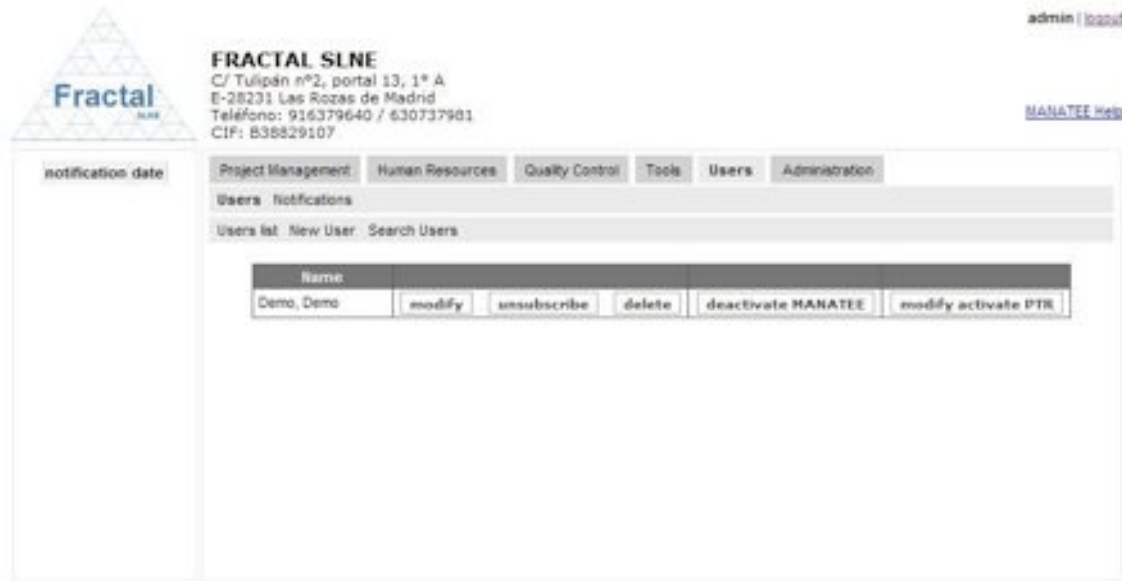 admin | logout
Fractal
SLNE
FRACTAL SLNE
C/ Tulipán nº2, portal 13, 1º A
E-28231 Las Rozas de Madrid
Teléfono: 916379640 / 630737981
CIF: B38829107
MANATEE Help
notification date
Project Management Human Resources Quality Control Tools Users Administration
Users Notifications
Users list New User Search Users
Name
Demo, Demo modify unsubscribe delete deactivate MANATEE modify activate PTR